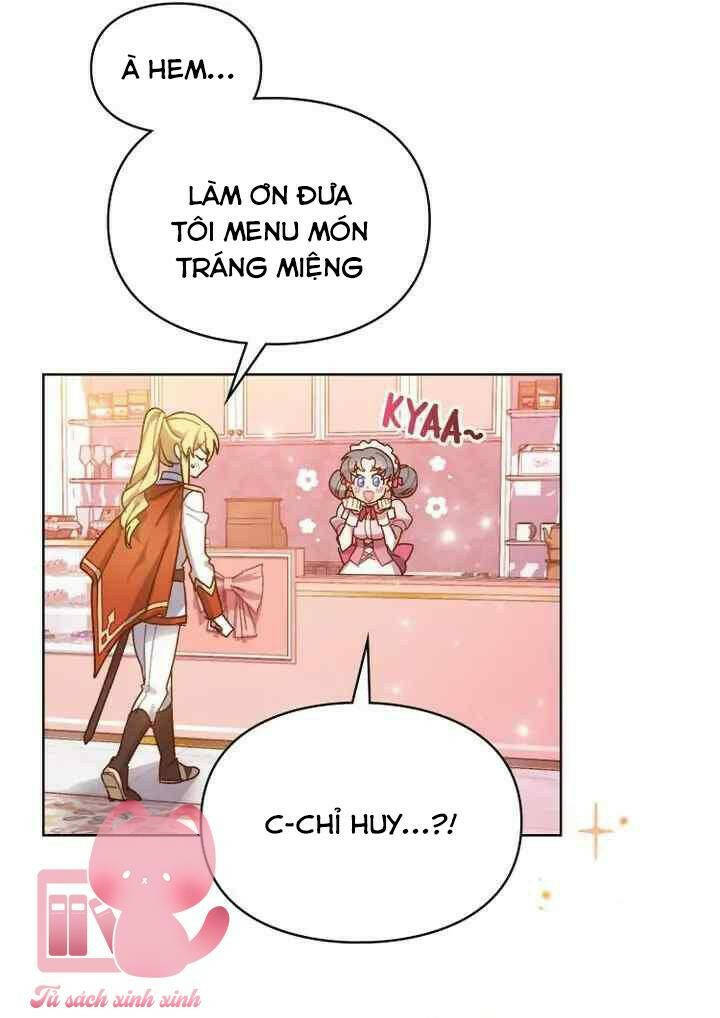 À HEM...
LÀM ƠN ĐƯA
TÔI MENU MÓN
TRÁNG MIỆNG
KYAA~
C-CHỈ HUY...?!
Tủ sách xinh xinh